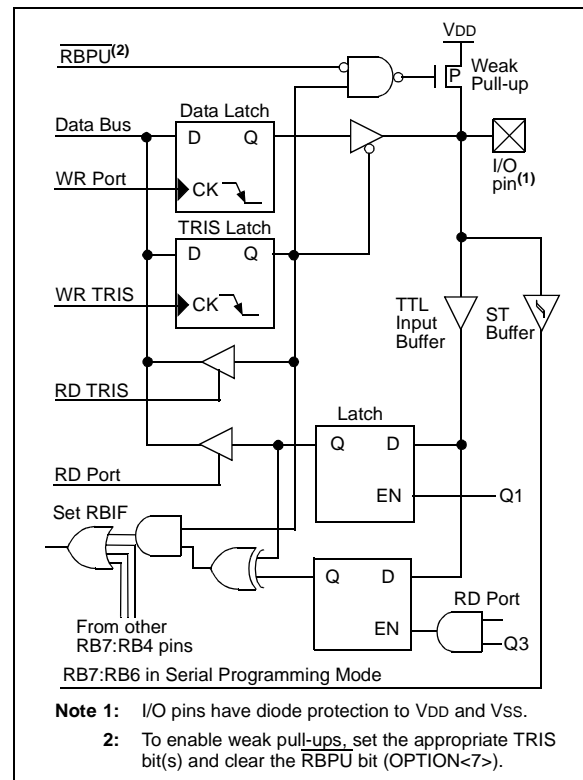 VDD
RBPU(2)
P
Weak
Pull-up
Data Latch
Data Bus
D Q
I/O
pin(1)
WR Port
CK
TRIS Latch
D Q
WR TRIS
CK
TTL
Input
Buffer
ST
Buffer
RD TRIS
Latch
Q D
RD Port
EN
Q1
Set RBIF
Q D
RD Port
EN
Q3
From other
RB7:RB4 pins
RB7:RB6 in Serial Programming Mode
Note 1: I/O pins have diode protection to VDD and VSS.
2: To enable weak pull-ups, set the appropriate TRIS
bit(s) and clear the RBPU bit (OPTION<7>).